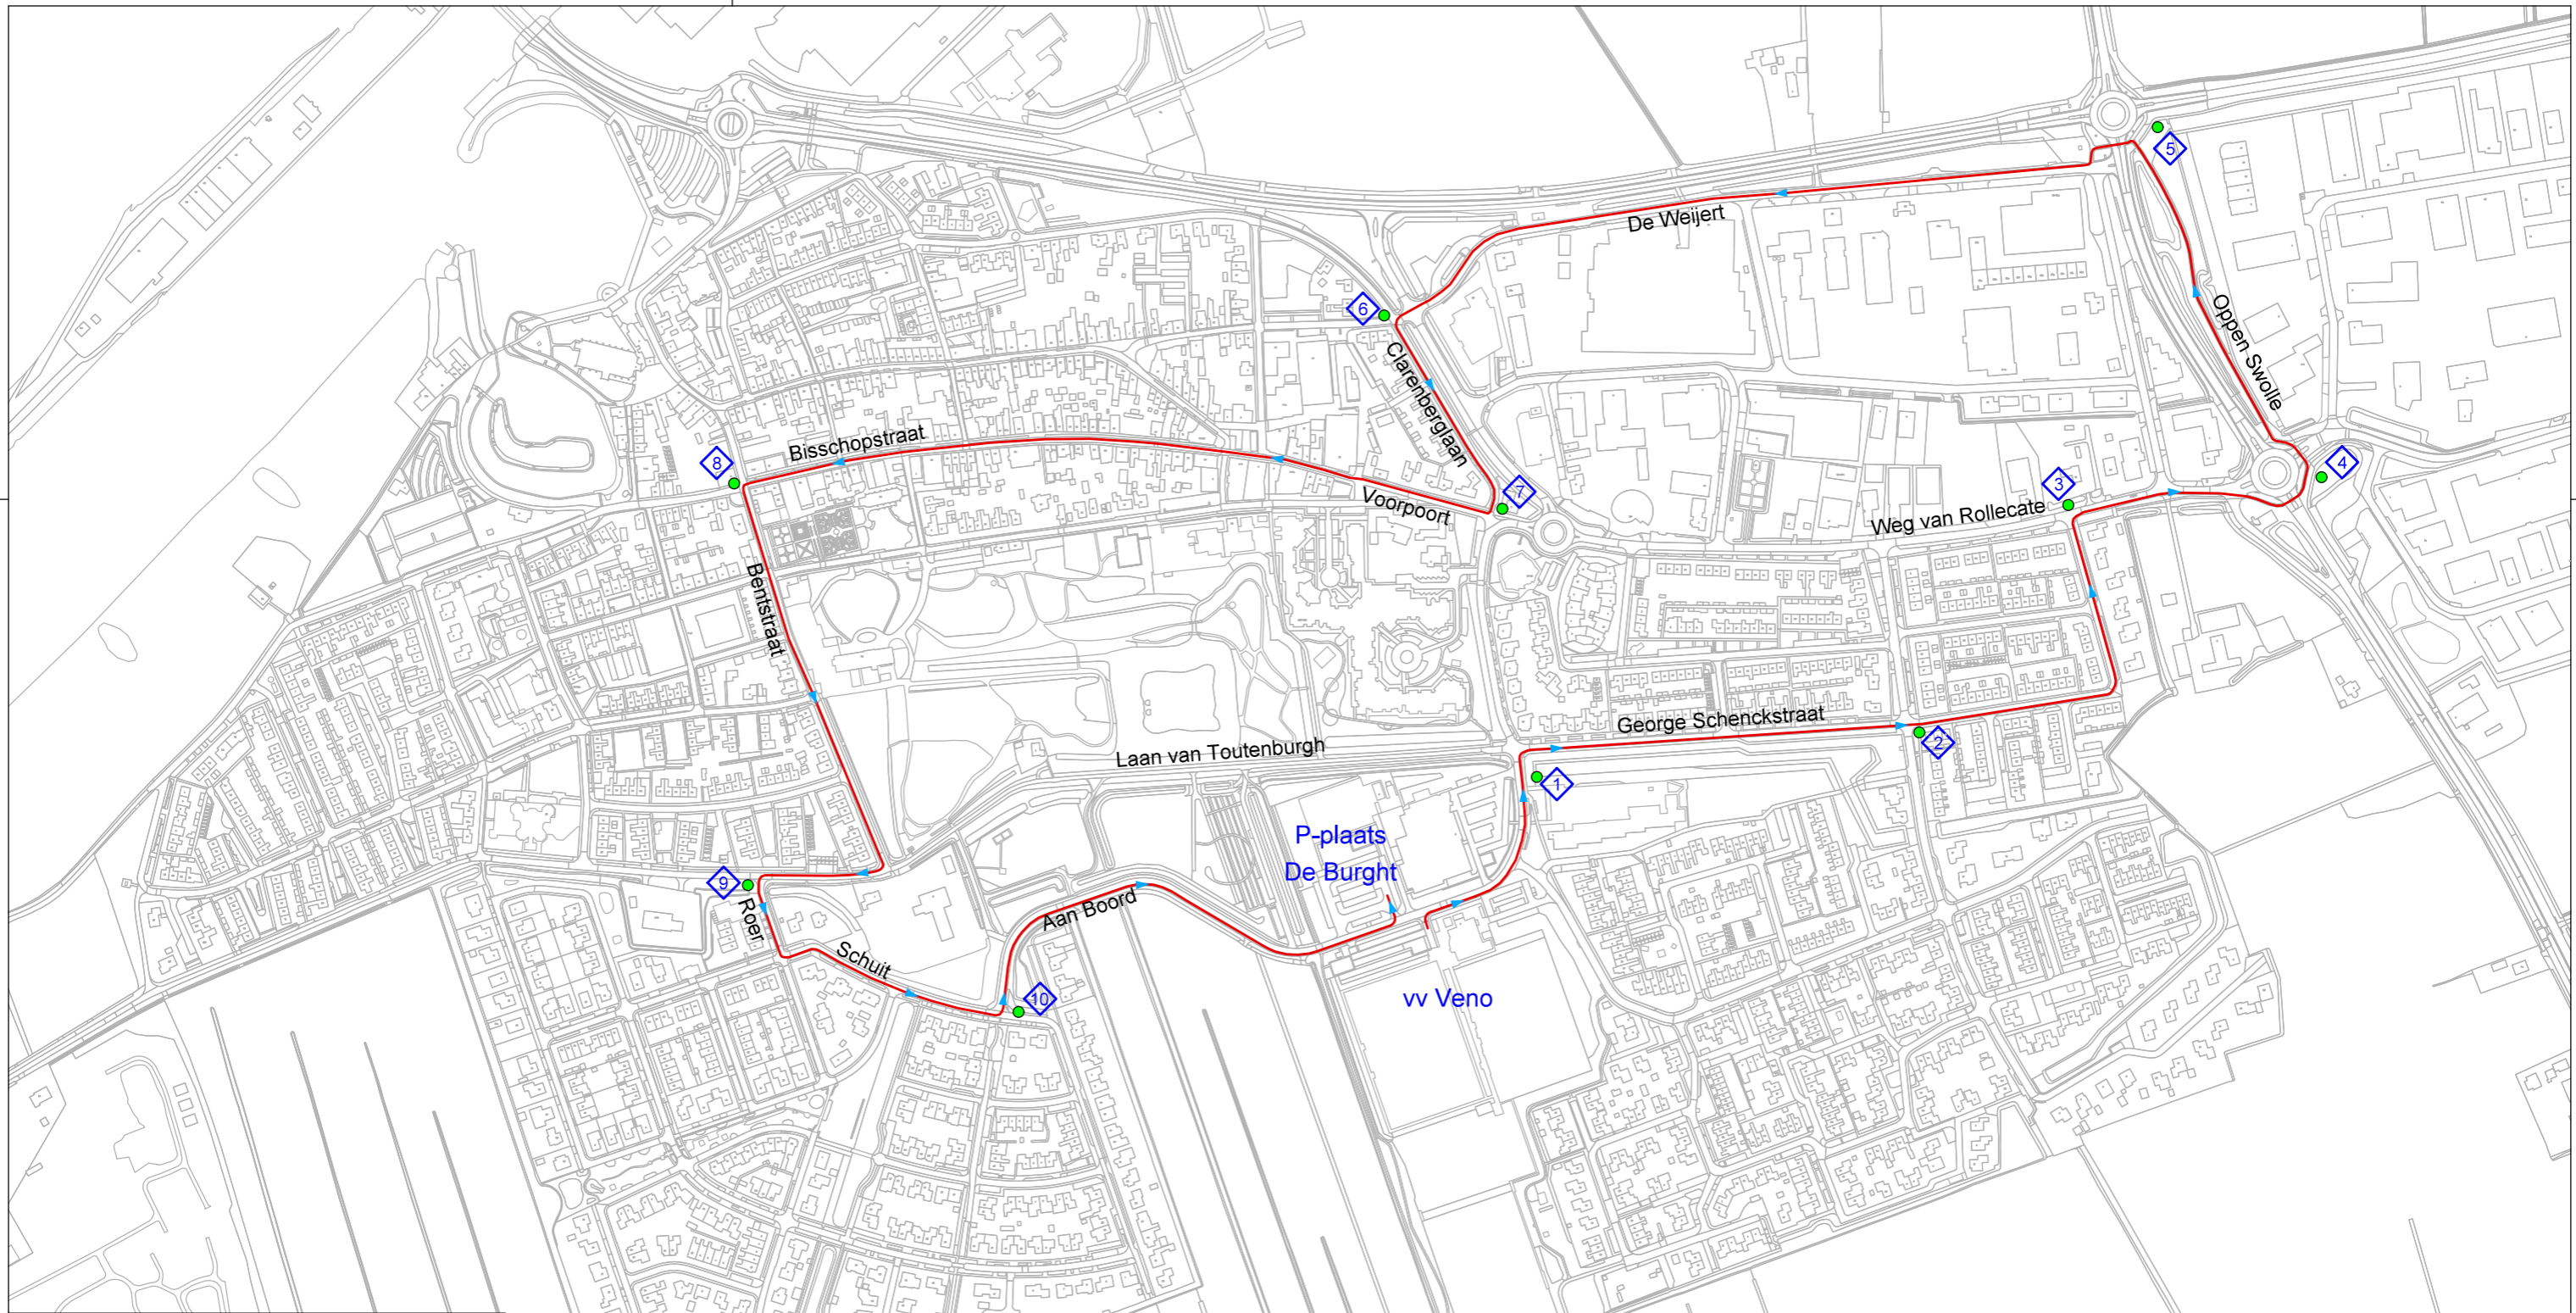 5
De Weijert
6
Oppen Swolle
Clarenberglaan
Bisschopstraat
8
4
3
7
Voorpoort
Weg van Rollecate
Bentstraat
George Schenckstraat
2
Laan van Toutenburgh
1
P-plaats
De Burght
9
Roer
Aan Boord
Schuit
10
vv Veno